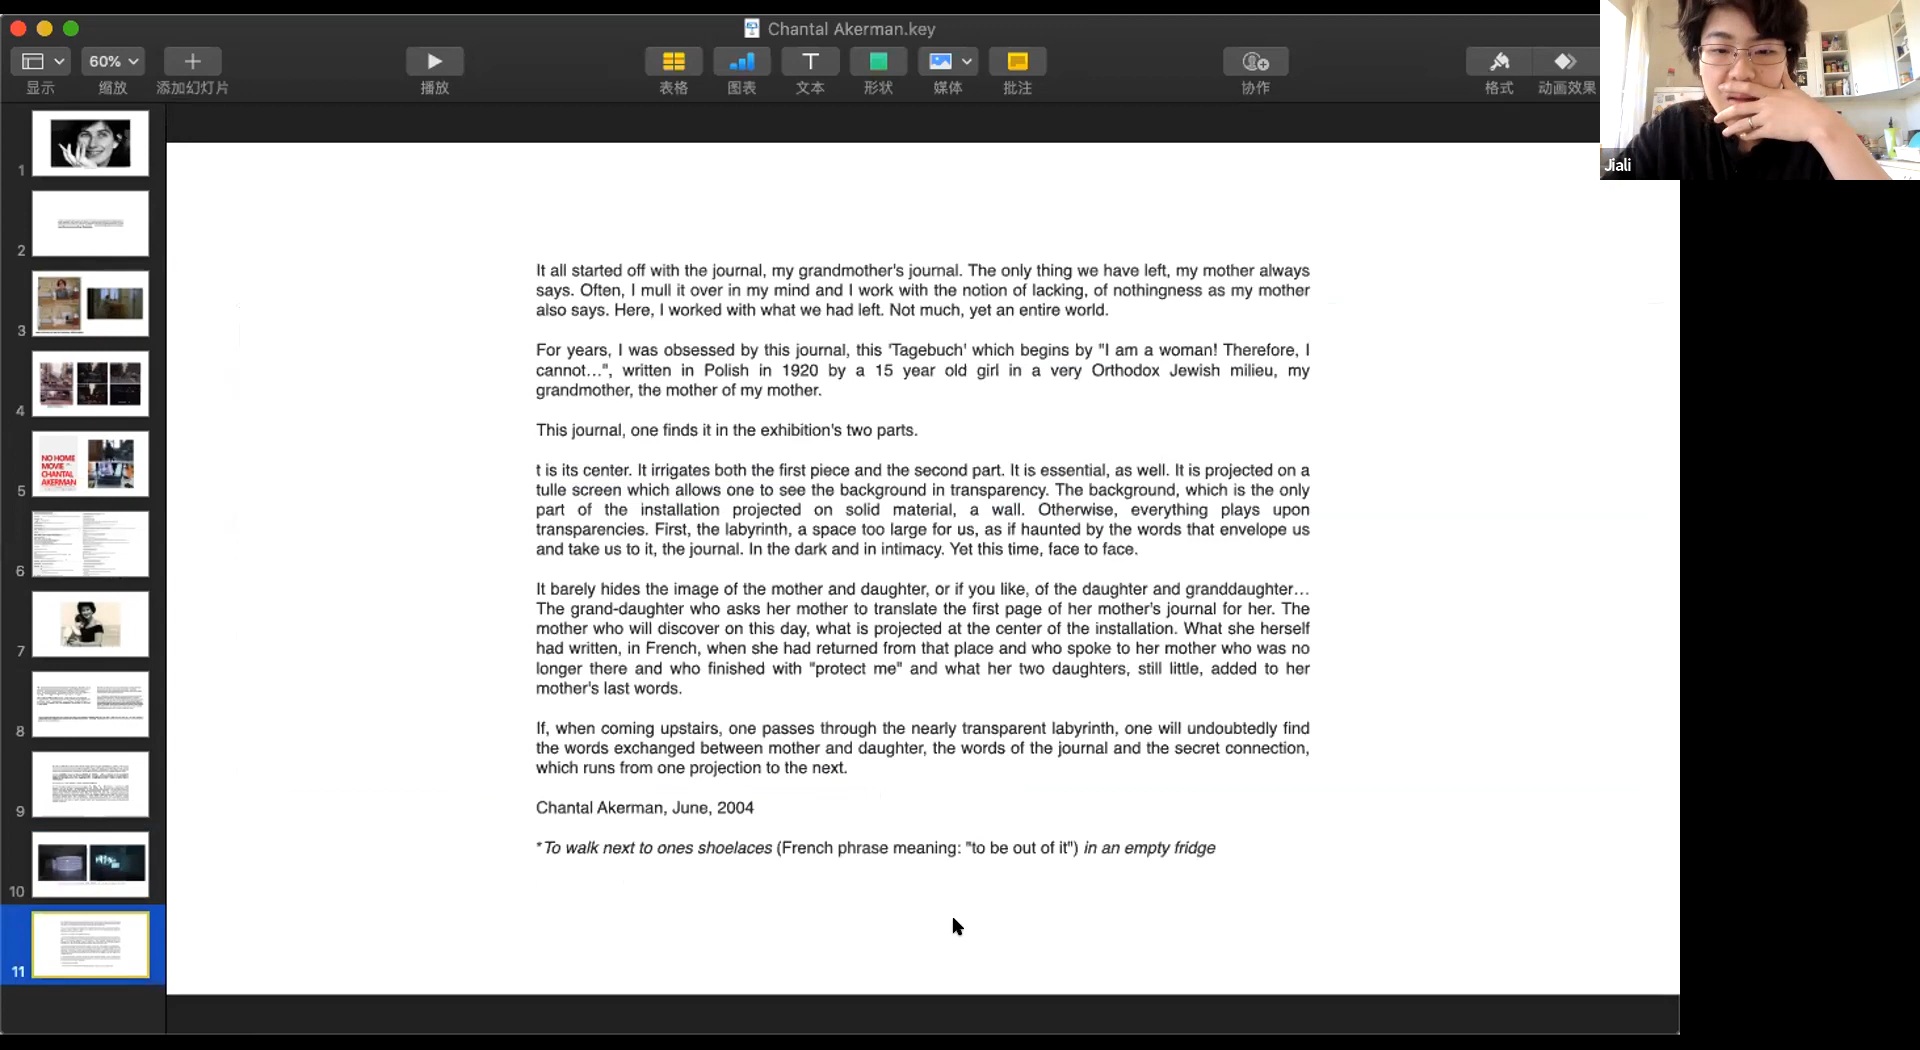 Chantal Akerman.key
60%
显示
缩放
添加幻灯片
播放
表格
图表
文本
形状
媒体
批注
协作
格式
动画效果
Jiali
1
2
3
4
NO HOME
MOVIE
CHANTAL
AKERMAN
5
6
7
8
9
10
11
It all started off with the journal, my grandmother's journal. The only thing we have left, my mother always
says. Often, I mull it over in my mind and I work with the notion of lacking, of nothingness as my mother
also says. Here, I worked with what we had left. Not much, yet an entire world.
For years, I was obsessed by this journal, this 'Tagebuch' which begins by "I am a woman! Therefore, I
cannot…", written in Polish in 1920 by a 15 year old girl in a very Orthodox Jewish milieu, my
grandmother, the mother of my mother.
This journal, one finds it in the exhibition's two parts.
t is its center. It irrigates both the first piece and the second part. It is essential, as well. It is projected on a
tulle screen which allows one to see the background in transparency. The background, which is the only
part of the installation projected on solid material, a wall. Otherwise, everything plays upon
transparencies. First, the labyrinth, a space too large for us, as if haunted by the words that envelope us
and take us to it, the journal. In the dark and in intimacy. Yet this time, face to face.
It barely hides the image of the mother and daughter, or if you like, of the daughter and granddaughter…
The grand-daughter who asks her mother to translate the first page of her mother's journal for her. The
mother who will discover on this day, what is projected at the center of the installation. What she herself
had written, in French, when she had returned from that place and who spoke to her mother who was no
longer there and who finished with "protect me" and what her two daughters, still little, added to her
mother's last words.
If, when coming upstairs, one passes through the nearly transparent labyrinth, one will undoubtedly find
the words exchanged between mother and daughter, the words of the journal and the secret connection,
which runs from one projection to the next.
Chantal Akerman, June, 2004
*To walk next to ones shoelaces (French phrase meaning: "to be out of it") in an empty fridge